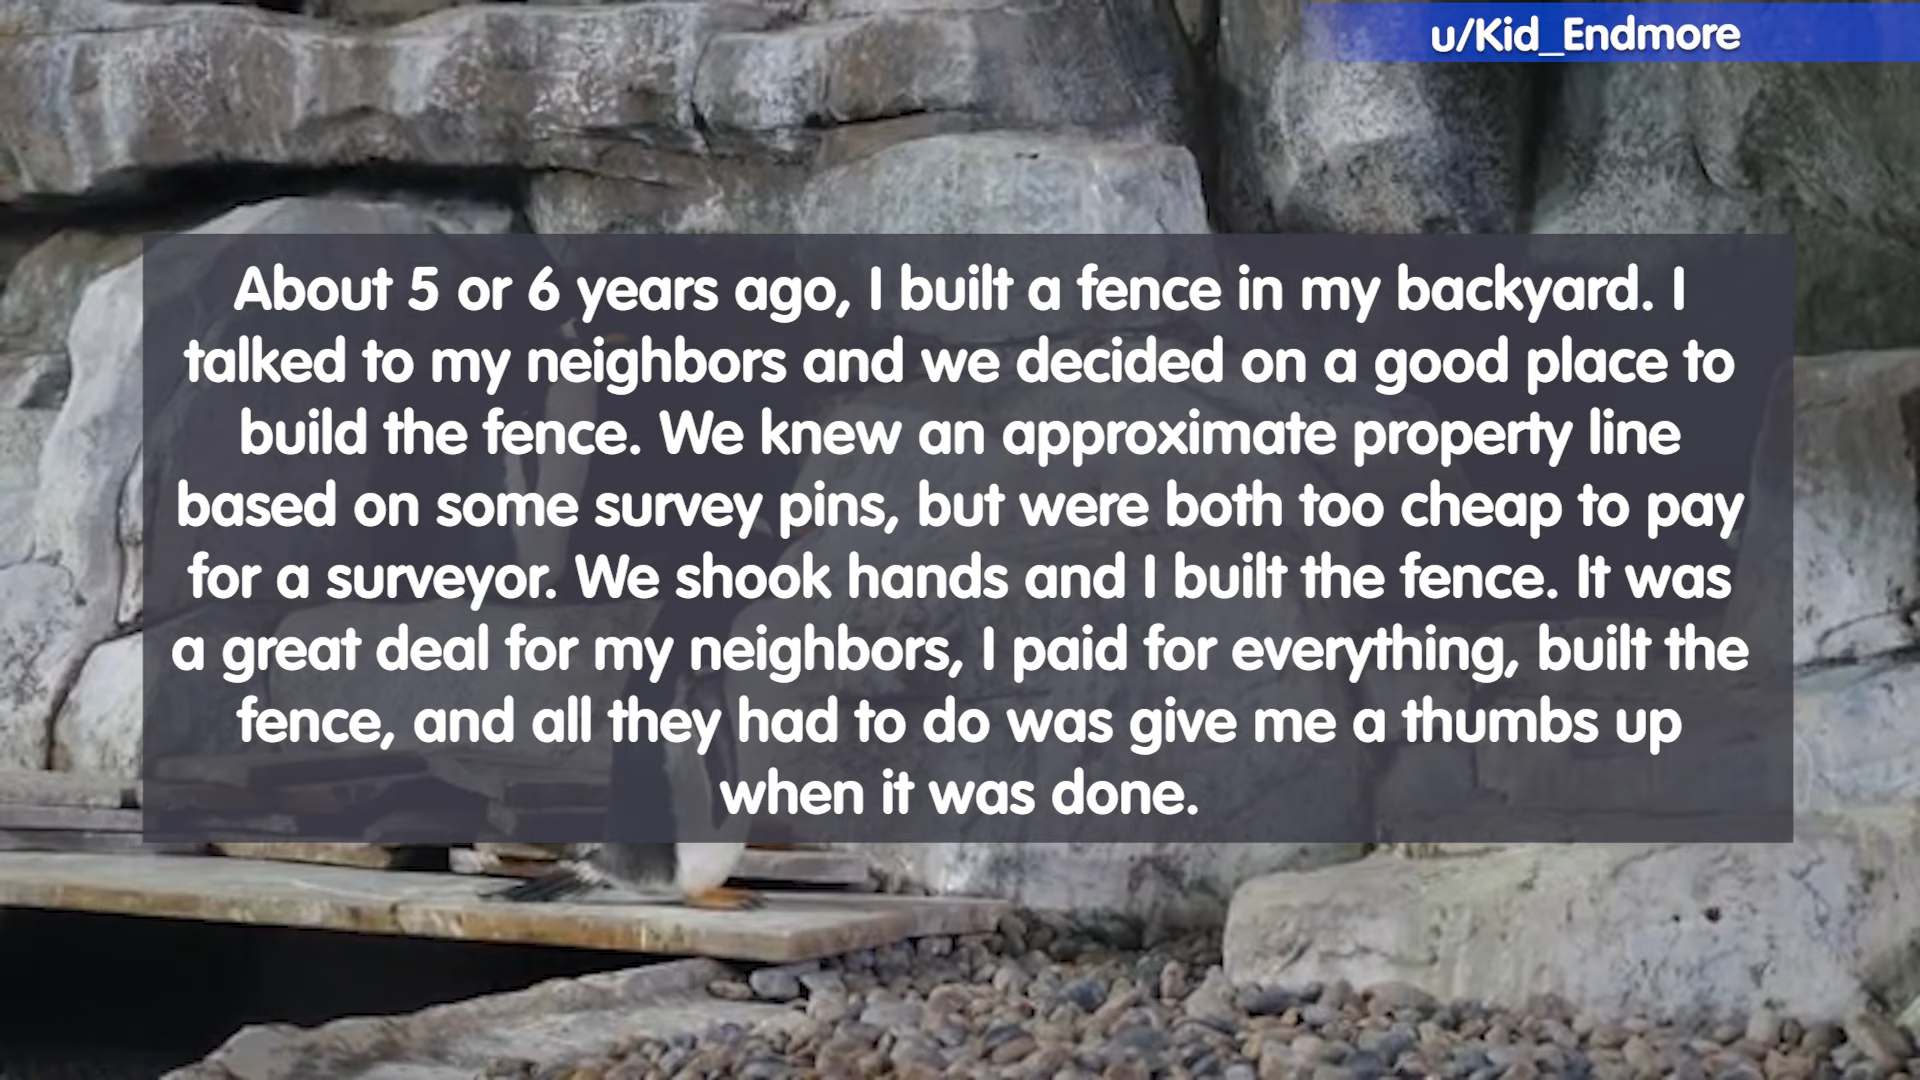 u/Kid_Endmore
About 5 or 6 years ago, I built a fence in my backyard. I
talked to my neighbors and we decided on a good place to
build the fence. We knew an approximate property line
based on some survey pins, but were both too cheap to pay
for a surveyor. We shook hands and I built the fence. It was
a great deal for my neighbors, I paid for everything, built the
fence, and all they had to do was give me a thumbs up
when it was done.